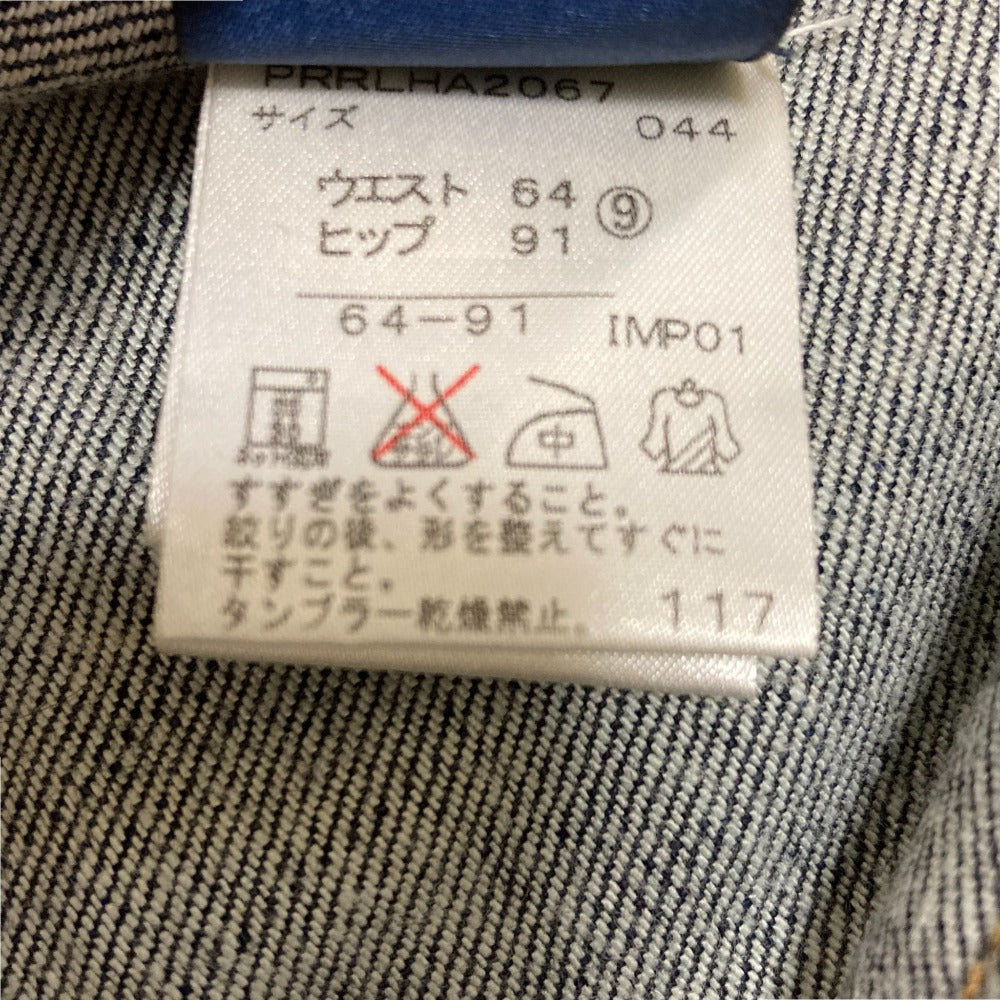 PRRLHA2067
サイズ 044
ウエスト 64 ⑨
ヒップ 91
64-91 IMP01
中
すすぎをよくすること。
絞りの後、形を整えてすぐに
干すこと。
タンブラー乾燥禁止。 117